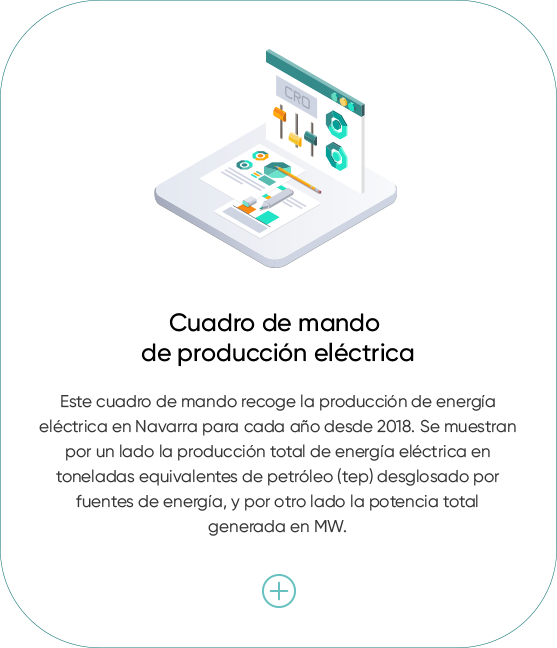 CRO
Cuadro de mando
de producción eléctrica
Este cuadro de mando recoge la producción de energía
eléctrica en Navarra para cada año desde 2018. Se muestran
por un lado la producción total de energía eléctrica en
toneladas equivalentes de petróleo (tep) desglosado por
fuentes de energía, y por otro lado la potencia total
generada en MW.